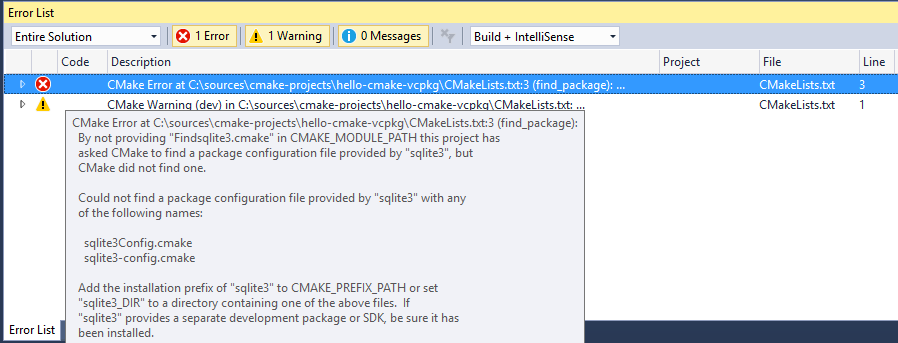 Error List
Entire Solution 1 Error 1 Warning 0 Messages Build + IntelliSense
Code Description Project File Line
CMake Error at C:\sources\cmake-projects\hello-cmake-vcpkg\CMakeLists.txt:3 (find_package): ... CMakeLists.txt 3
CMake Warning (dev) in C:\sources\cmake-projects\hello-cmake-vcpkg\CMakeLists.txt: ... CMakeLists.txt 1
CMake Error at C:\sources\cmake-projects\hello-cmake-vcpkg\CMakeLists.txt:3 (find_package):
By not providing "Findsqlite3.cmake" in CMAKE_MODULE_PATH this project has
asked CMake to find a package configuration file provided by "sqlite3", but
CMake did not find one.
Could not find a package configuration file provided by "sqlite3" with any
of the following names:
sqlite3Config.cmake
sqlite3-config.cmake
Add the installation prefix of "sqlite3" to CMAKE_PREFIX_PATH or set
"sqlite3_DIR" to a directory containing one of the above files. If
"sqlite3" provides a separate development package or SDK, be sure it has
been installed.
Error List